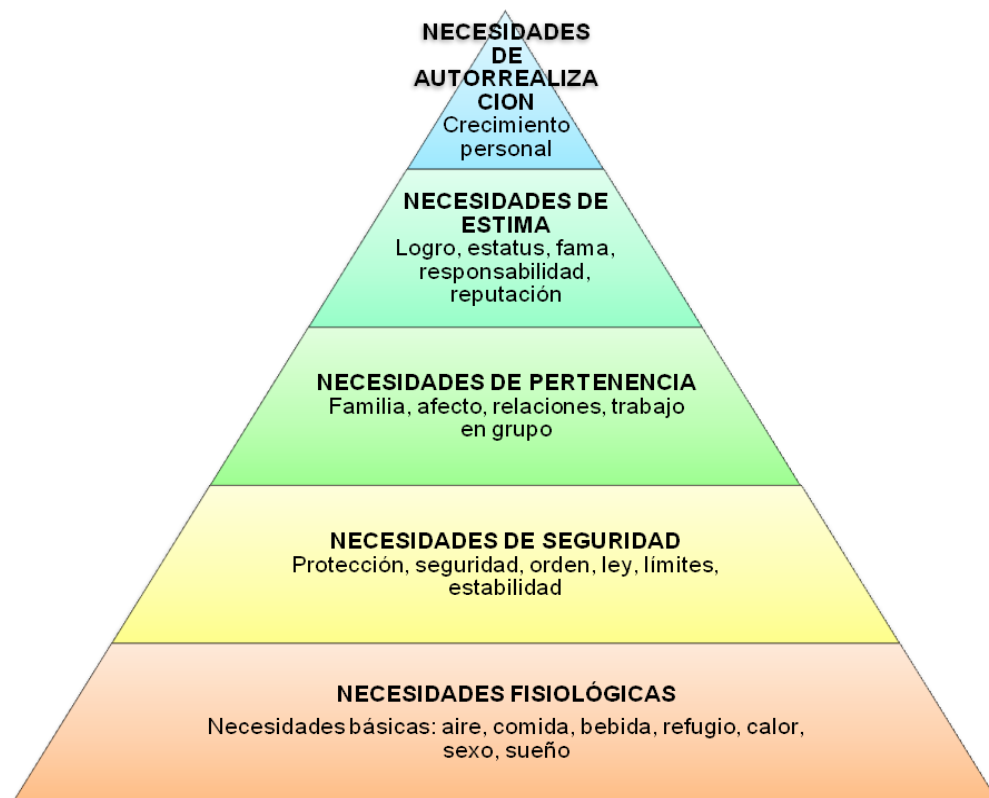 NECESIDADES
DE
AUTORREALIZA
CION
Crecimiento
personal
NECESIDADES DE
ESTIMA
Logro, estatus, fama,
responsabilidad,
reputación
NECESIDADES DE PERTENENCIA
Familia, afecto, relaciones, trabajo
en grupo
NECESIDADES DE SEGURIDAD
Protección, seguridad, orden, ley, límites,
estabilidad
NECESIDADES FISIOLÓGICAS
Necesidades básicas: aire, comida, bebida, refugio, calor,
sexo, sueño